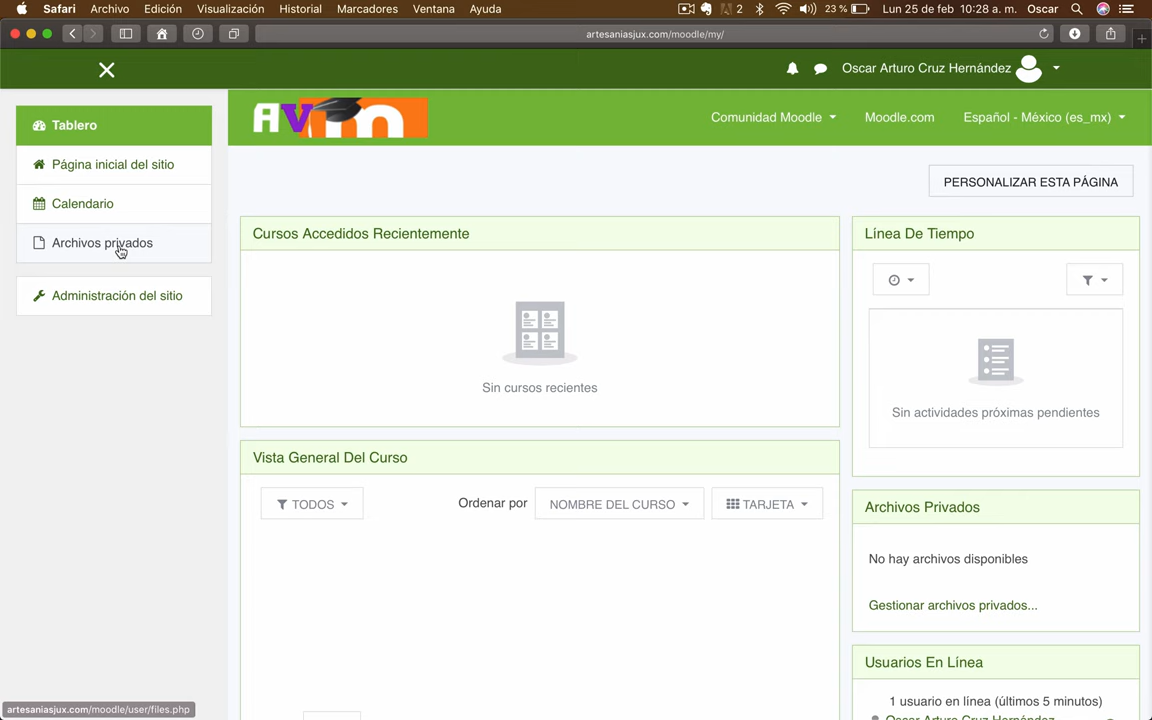 Safari Archivo Edición Visualización Historial Marcadores Ventana Ayuda 2 23 % Lun 25 de feb 10:28 a. m. Oscar
artesaniasjux.com/moodle/my/
Oscar Arturo Cruz Hernández
Tablero
Página inicial del sitio
Calendario
Archivos privados
Administración del sitio
AVm
Comunidad Moodle Moodle.com Español - México (es_mx)
PERSONALIZAR ESTA PÁGINA
Cursos Accedidos Recientemente
Sin cursos recientes
Vista General Del Curso
TODOS Ordenar por NOMBRE DEL CURSO TARJETA
Línea De Tiempo
Sin actividades próximas pendientes
Archivos Privados
No hay archivos disponibles
Gestionar archivos privados...
Usuarios En Línea
1 usuario en línea (últimos 5 minutos)
Oscar Arturo Cruz Hernández
artesaniasjux.com/moodle/user/files.php